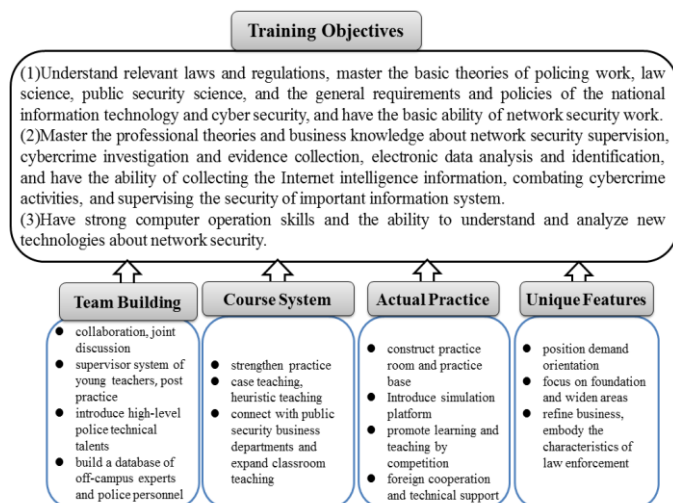 Training Objectives
(1)Understand relevant laws and regulations, master the basic theories of policing work, law
science, public security science, and the general requirements and policies of the national
information technology and cyber security, and have the basic ability of network security work.
(2)Master the professional theories and business knowledge about network security supervision,
cybercrime investigation and evidence collection, electronic data analysis and identification,
and have the ability of collecting the Internet intelligence information, combating cybercrime
activities, and supervising the security of important information system.
(3)Have strong computer operation skills and the ability to understand and analyze new
technologies about network security.
Team Building
● collaboration, joint
discussion
● supervisor system of
young teachers, post
practice
● introduce high-level
police technical
talents
● build a database of
off-campus experts
and police personnel
Course System
● strengthen practice
● case teaching,
heuristic teaching
● connect with public
security business
departments and
expand classroom
teaching
Actual Practice
● construct practice
room and practice
base
● Introduce simulation
platform
● promote learning and
teaching by
competition
● foreign cooperation
and technical support
Unique Features
● position demand
orientation
● focus on foundation
and widen areas
● refine business,
embody the
characteristics of
law enforcement